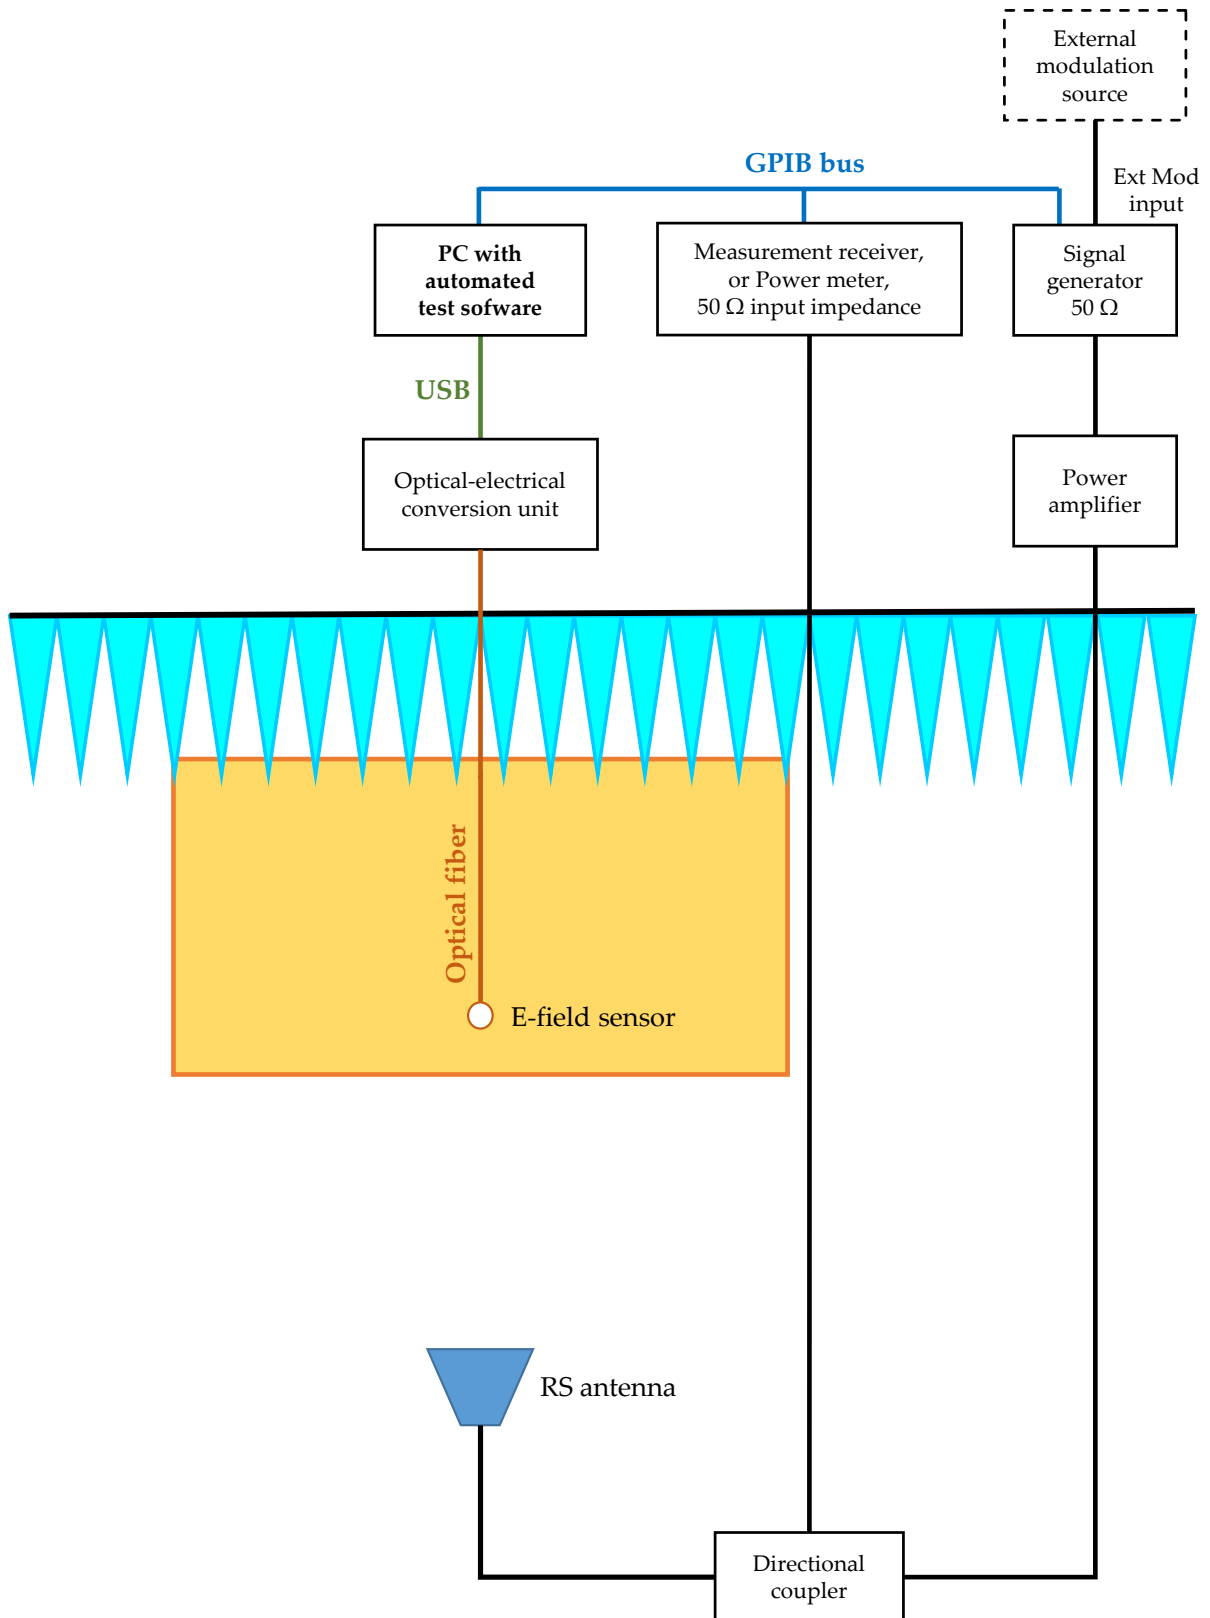 External
modulation
source
GPIB bus
Ext Mod
input
PC with
automated
test sofware
Measurement receiver,
or Power meter,
50 Ω input impedance
Signal
generator
50 Ω
USB
Optical-electrical
conversion unit
Power
amplifier
Optical fiber
E-field sensor
RS antenna
Directional
coupler